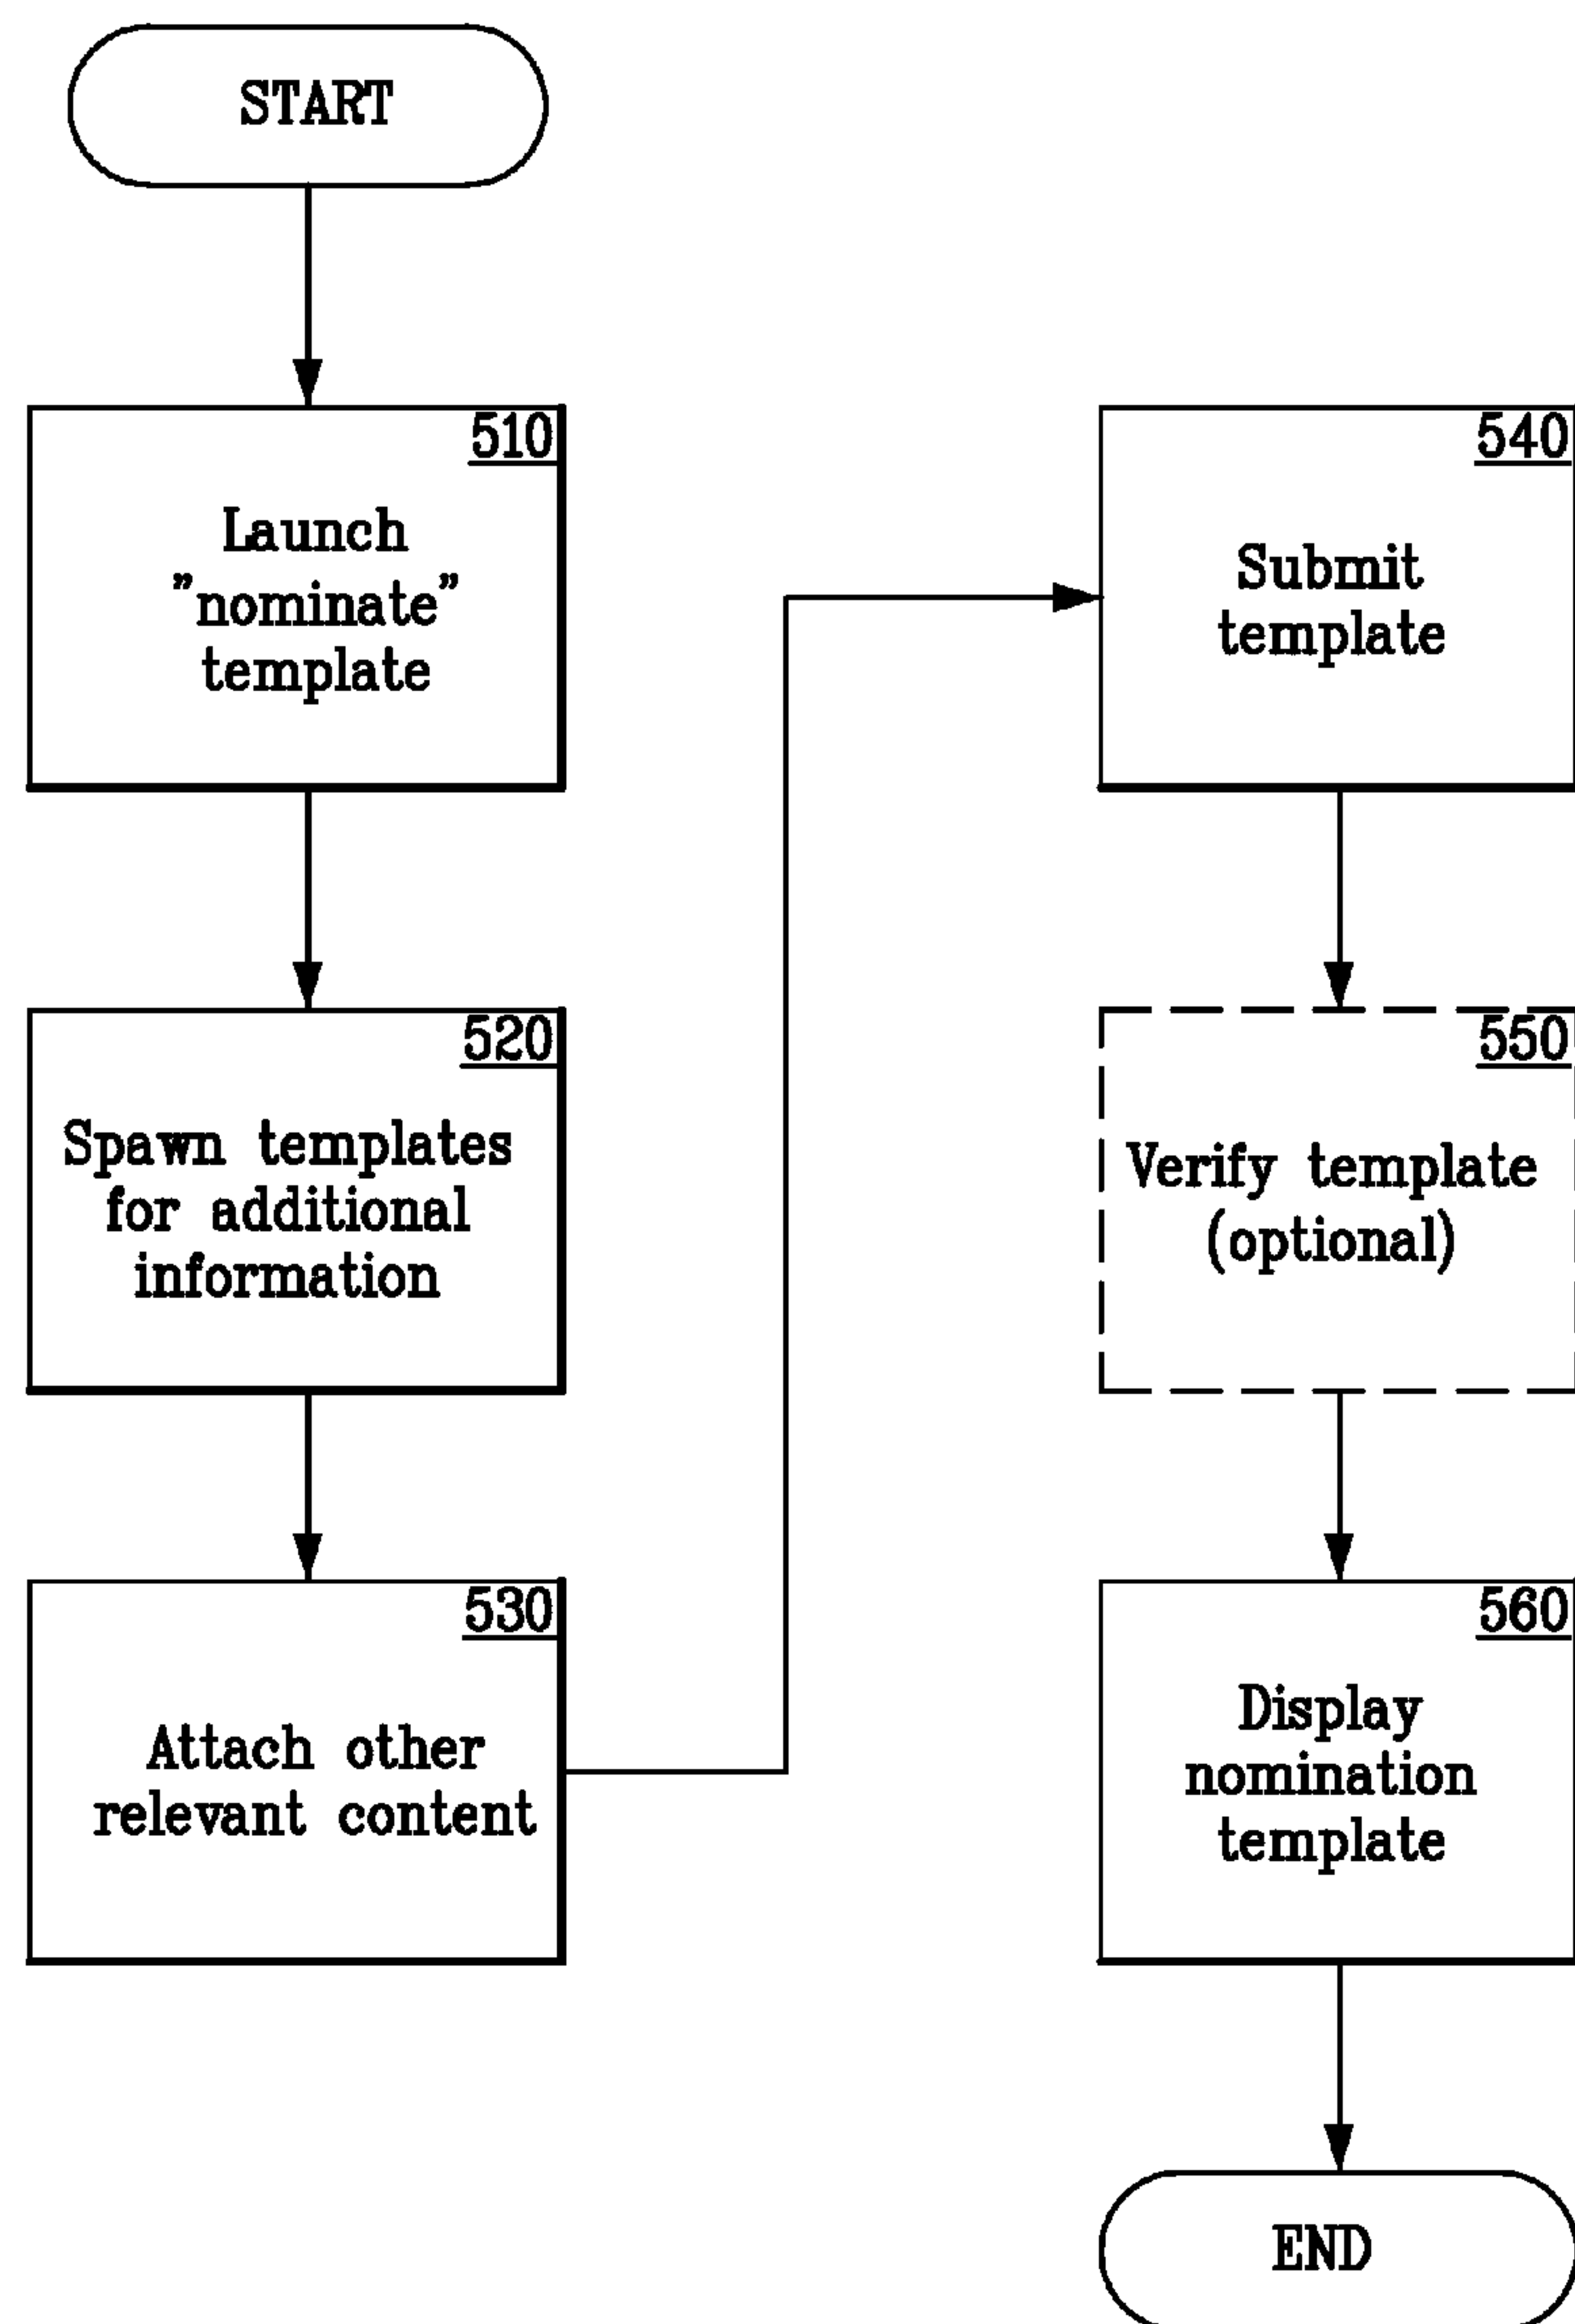 START
510
Launch
"nominate"
template
520
Spawn templates
for additional
information
530
Attach other
relevant content
540
Submit
template
550
Verify template
(optional)
560
Display
nomination
template
END